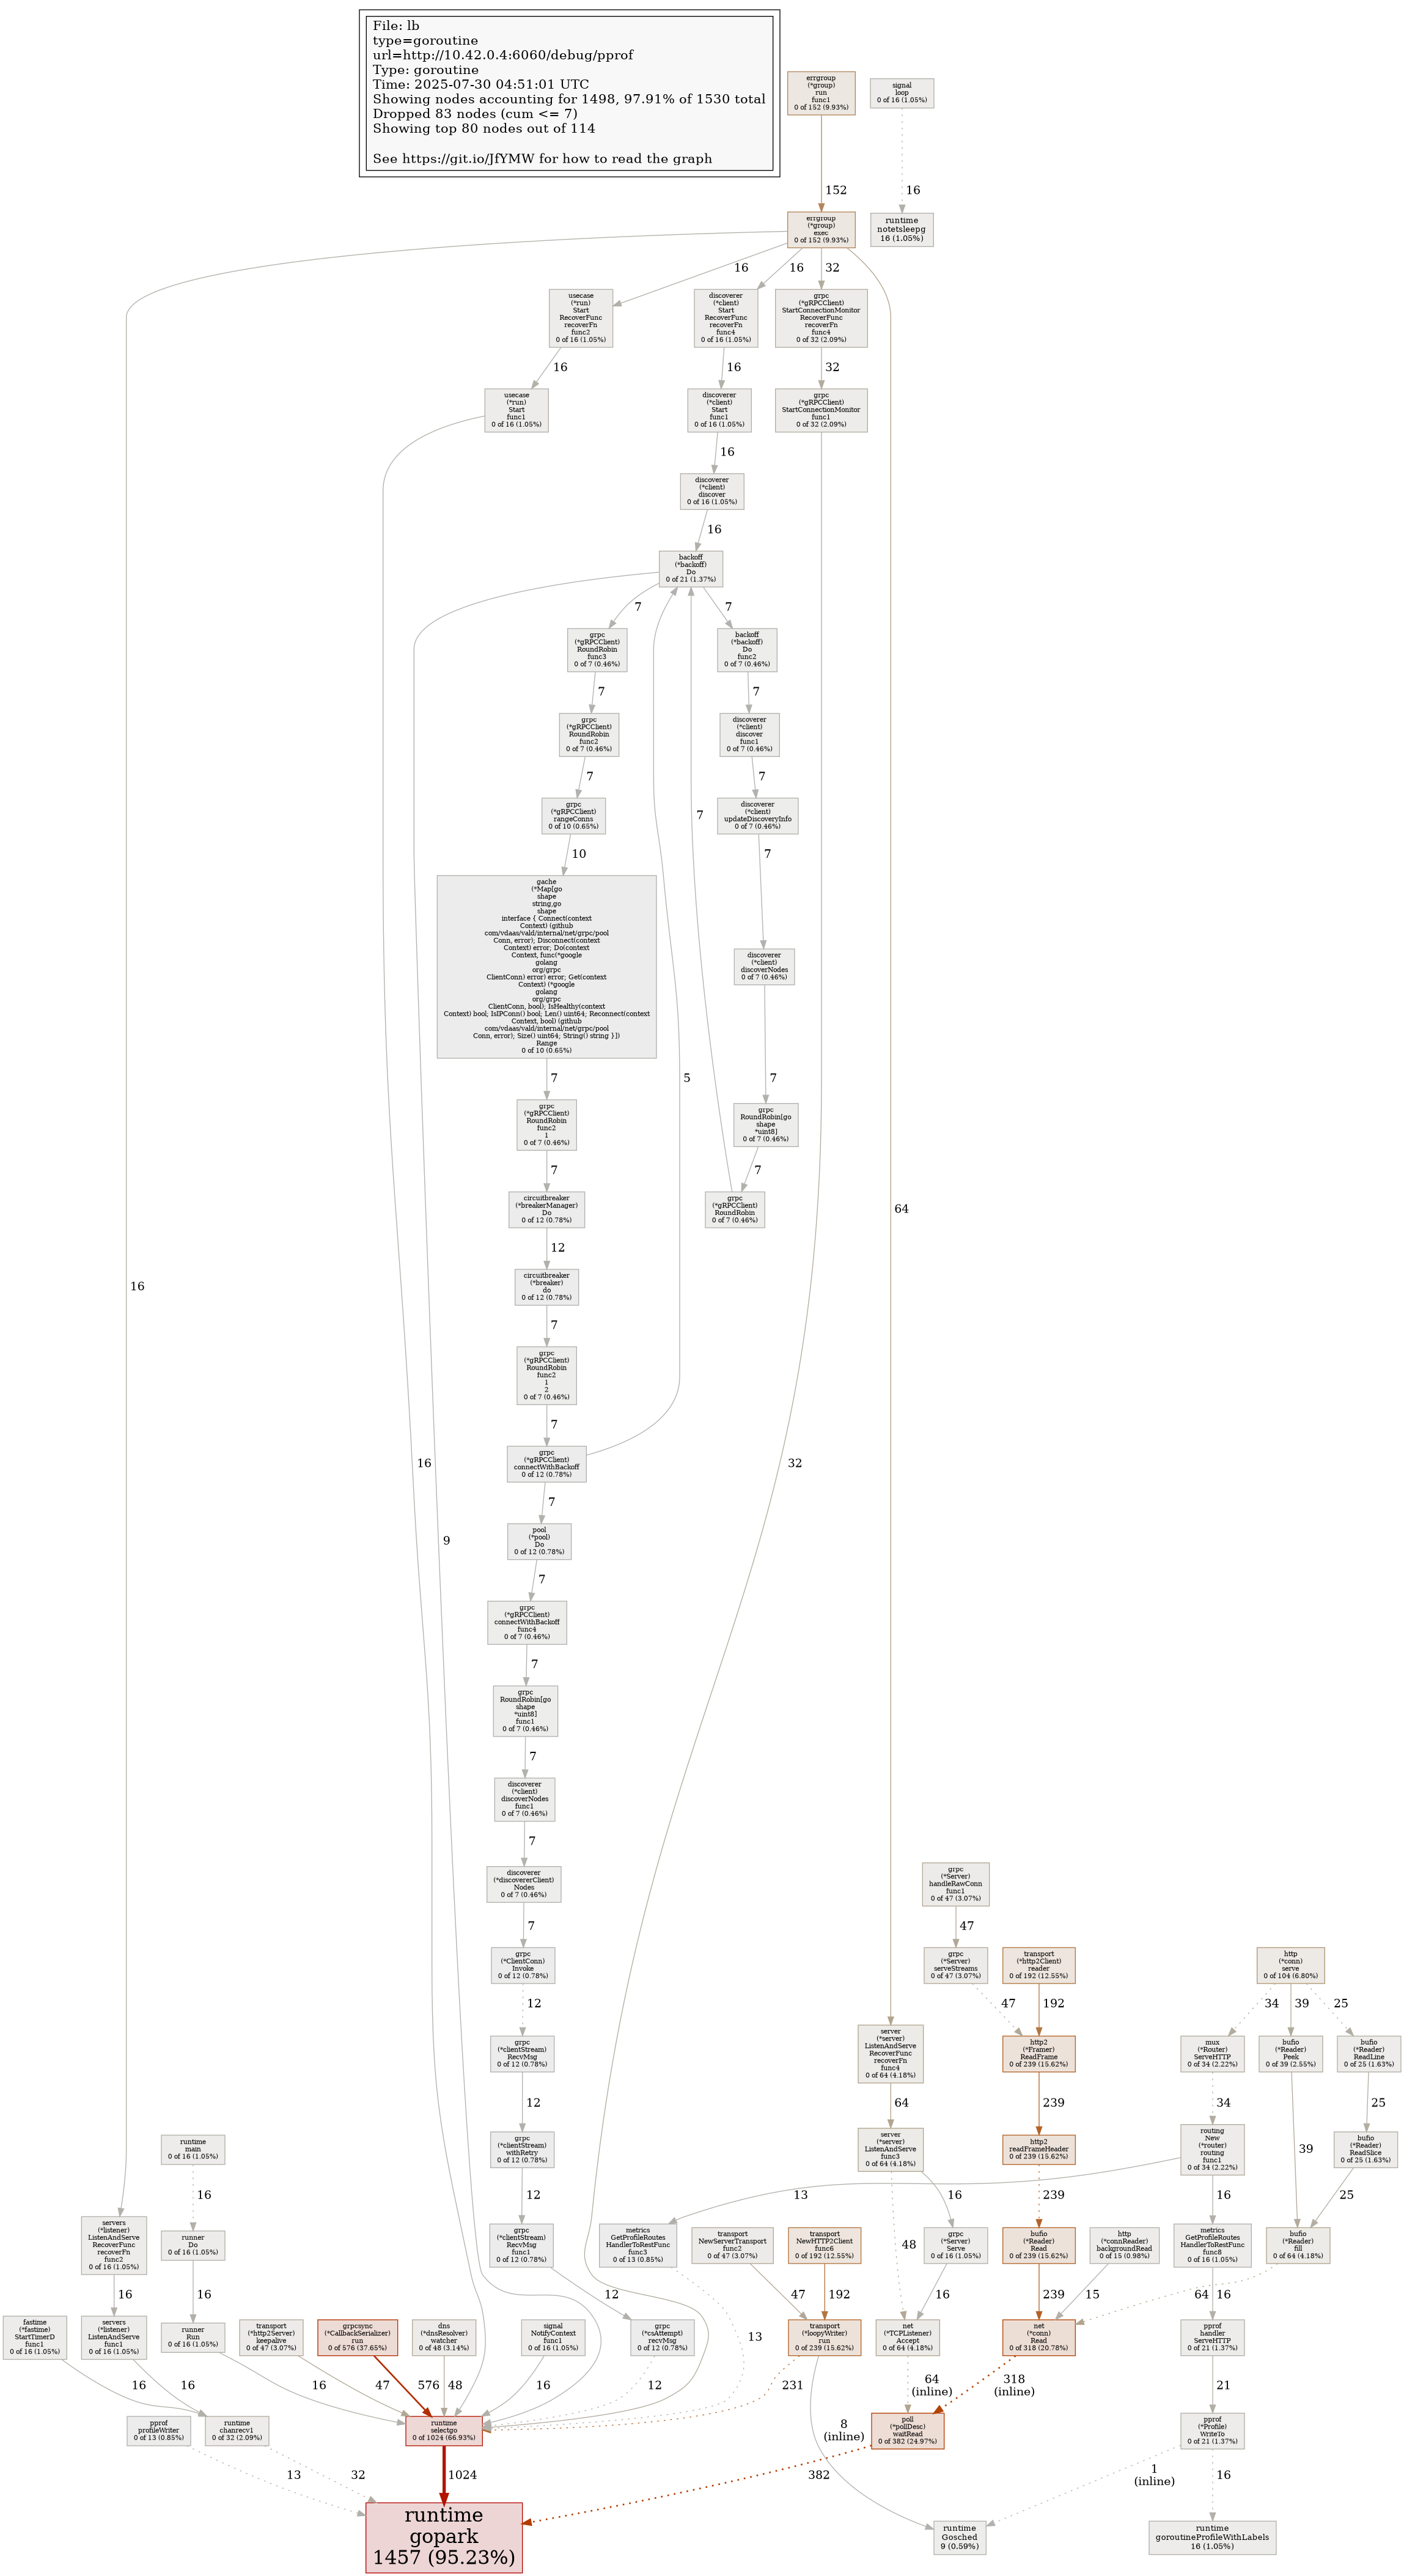 File: lb
type=goroutine
url=http://10.42.0.4:6060/debug/pprof
Type: goroutine
Time: 2025-07-30 04:51:01 UTC
Showing nodes accounting for 1498, 97.91% of 1530 total
Dropped 83 nodes (cum <= 7)
Showing top 80 nodes out of 114
See https://git.io/JfYMW for how to read the graph
errgroup
(*group)
run
func1
0 of 152 (9.93%)
signal
loop
0 of 16 (1.05%)
152
16
errgroup
(*group)
exec
0 of 152 (9.93%)
runtime
notetsleepg
16 (1.05%)
16
16
32
usecase
(*run)
Start
RecoverFunc
recoverFn
func2
0 of 16 (1.05%)
discoverer
(*client)
Start
RecoverFunc
recoverFn
func4
0 of 16 (1.05%)
grpc
(*gRPCClient)
StartConnectionMonitor
RecoverFunc
recoverFn
func4
0 of 32 (2.09%)
16
16
32
usecase
(*run)
Start
func1
0 of 16 (1.05%)
discoverer
(*client)
Start
func1
0 of 16 (1.05%)
grpc
(*gRPCClient)
StartConnectionMonitor
func1
0 of 32 (2.09%)
16
discoverer
(*client)
discover
0 of 16 (1.05%)
16
backoff
(*backoff)
Do
0 of 21 (1.37%)
7
7
grpc
(*gRPCClient)
RoundRobin
func3
0 of 7 (0.46%)
backoff
(*backoff)
Do
func2
0 of 7 (0.46%)
7
7
grpc
(*gRPCClient)
RoundRobin
func2
0 of 7 (0.46%)
discoverer
(*client)
discover
func1
0 of 7 (0.46%)
7
7
grpc
(*gRPCClient)
rangeConns
0 of 10 (0.65%)
7
discoverer
(*client)
updateDiscoveryInfo
0 of 7 (0.46%)
10
7
gache
(*Map[go
shape
string,go
shape
interface { Connect(context
Context) (github
com/vdaas/vald/internal/net/grpc/pool
Conn, error); Disconnect(context
Context) error; Do(context
Context, func(*google
golang
org/grpc
ClientConn) error) error; Get(context
Context) (*google
golang
org/grpc
ClientConn, bool); IsHealthy(context
Context) bool; IsIPConn() bool; Len() uint64; Reconnect(context
Context, bool) (github
com/vdaas/vald/internal/net/grpc/pool
Conn, error); Size() uint64; String() string }])
Range
0 of 10 (0.65%)
discoverer
(*client)
discoverNodes
0 of 7 (0.46%)
7
5
7
grpc
(*gRPCClient)
RoundRobin
func2
1
0 of 7 (0.46%)
grpc
RoundRobin[go
shape
*uint8]
0 of 7 (0.46%)
7
7
circuitbreaker
(*breakerManager)
Do
0 of 12 (0.78%)
grpc
(*gRPCClient)
RoundRobin
0 of 7 (0.46%)
64
12
16
circuitbreaker
(*breaker)
do
0 of 12 (0.78%)
7
grpc
(*gRPCClient)
RoundRobin
func2
1
2
0 of 7 (0.46%)
7
grpc
(*gRPCClient)
connectWithBackoff
0 of 12 (0.78%)
16
32
7
9
pool
(*pool)
Do
0 of 12 (0.78%)
7
grpc
(*gRPCClient)
connectWithBackoff
func4
0 of 7 (0.46%)
7
grpc
RoundRobin[go
shape
*uint8]
func1
0 of 7 (0.46%)
7
discoverer
(*client)
discoverNodes
func1
0 of 7 (0.46%)
7
discoverer
(*discovererClient)
Nodes
0 of 7 (0.46%)
grpc
(*Server)
handleRawConn
func1
0 of 47 (3.07%)
7
47
grpc
(*ClientConn)
Invoke
0 of 12 (0.78%)
grpc
(*Server)
serveStreams
0 of 47 (3.07%)
transport
(*http2Client)
reader
0 of 192 (12.55%)
http
(*conn)
serve
0 of 104 (6.80%)
12
47
192
34
39
25
grpc
(*clientStream)
RecvMsg
0 of 12 (0.78%)
server
(*server)
ListenAndServe
RecoverFunc
recoverFn
func4
0 of 64 (4.18%)
http2
(*Framer)
ReadFrame
0 of 239 (15.62%)
mux
(*Router)
ServeHTTP
0 of 34 (2.22%)
bufio
(*Reader)
Peek
0 of 39 (2.55%)
bufio
(*Reader)
ReadLine
0 of 25 (1.63%)
12
64
239
34
25
runtime
main
0 of 16 (1.05%)
grpc
(*clientStream)
withRetry
0 of 12 (0.78%)
server
(*server)
ListenAndServe
func3
0 of 64 (4.18%)
http2
readFrameHeader
0 of 239 (15.62%)
routing
New
(*router)
routing
func1
0 of 34 (2.22%)
39
bufio
(*Reader)
ReadSlice
0 of 25 (1.63%)
16
12
13
16
239
16
25
servers
(*listener)
ListenAndServe
RecoverFunc
recoverFn
func2
0 of 16 (1.05%)
runner
Do
0 of 16 (1.05%)
grpc
(*clientStream)
RecvMsg
func1
0 of 12 (0.78%)
metrics
GetProfileRoutes
HandlerToRestFunc
func3
0 of 13 (0.85%)
transport
NewServerTransport
func2
0 of 47 (3.07%)
transport
NewHTTP2Client
func6
0 of 192 (12.55%)
48
grpc
(*Server)
Serve
0 of 16 (1.05%)
bufio
(*Reader)
Read
0 of 239 (15.62%)
http
(*connReader)
backgroundRead
0 of 15 (0.98%)
metrics
GetProfileRoutes
HandlerToRestFunc
func8
0 of 16 (1.05%)
bufio
(*Reader)
fill
0 of 64 (4.18%)
16
16
12
47
192
16
239
15
64
16
fastime
(*fastime)
StartTimerD
func1
0 of 16 (1.05%)
servers
(*listener)
ListenAndServe
func1
0 of 16 (1.05%)
runner
Run
0 of 16 (1.05%)
transport
(*http2Server)
keepalive
0 of 47 (3.07%)
grpcsync
(*CallbackSerializer)
run
0 of 576 (37.65%)
dns
(*dnsResolver)
watcher
0 of 48 (3.14%)
signal
NotifyContext
func1
0 of 16 (1.05%)
grpc
(*csAttempt)
recvMsg
0 of 12 (0.78%)
13
transport
(*loopyWriter)
run
0 of 239 (15.62%)
net
(*TCPListener)
Accept
0 of 64 (4.18%)
net
(*conn)
Read
0 of 318 (20.78%)
pprof
handler
ServeHTTP
0 of 21 (1.37%)
16
16
16
47
576
48
16
12
231
64
(inline)
318
(inline)
21
pprof
profileWriter
0 of 13 (0.85%)
runtime
chanrecv1
0 of 32 (2.09%)
runtime
selectgo
0 of 1024 (66.93%)
8
(inline)
poll
(*pollDesc)
waitRead
0 of 382 (24.97%)
pprof
(*Profile)
WriteTo
0 of 21 (1.37%)
13
32
1024
382
1
(inline)
16
runtime
gopark
1457 (95.23%)
runtime
Gosched
9 (0.59%)
runtime
goroutineProfileWithLabels
16 (1.05%)